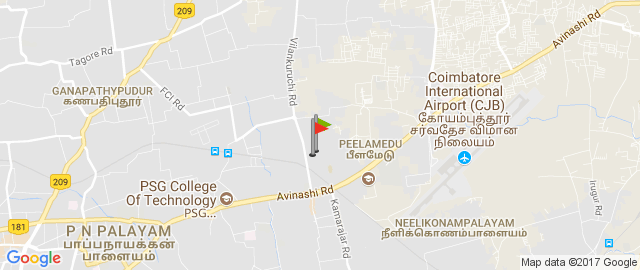 Avinashi Rd
Tagore Rd
Vilankuruchi Rd
GANAPATHYPUDUR
கணபதிபுதூர்
FCI Rd
209
Coimbatore
International
Airport (CJB)
கோயம்புத்தூர்
சர்வதேச விமான
நிலையம்
PEELAMEDU
பீளமேடு
209
PSG College
Of Technology
PSG...
Avinashi Rd
Kamarajar Rd
Irugur Rd
NEELIKONAMPALAYAM
நீளிக்கொணம்பாளையம்
181
P N PALAYAM
பாப்பநாயக்கன்
பாளையம்
Google
Map data ©2017 Google